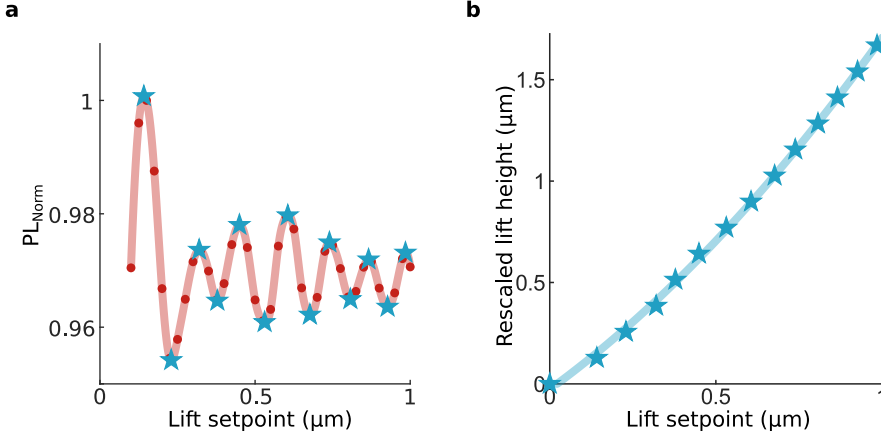 a
b
1
0.98
0.96
PL_Norm
0
0.5
1
Lift setpoint (μm)
1.5
1
0.5
0
Rescaled lift height (μm)
0
0.5
1
Lift setpoint (μm)